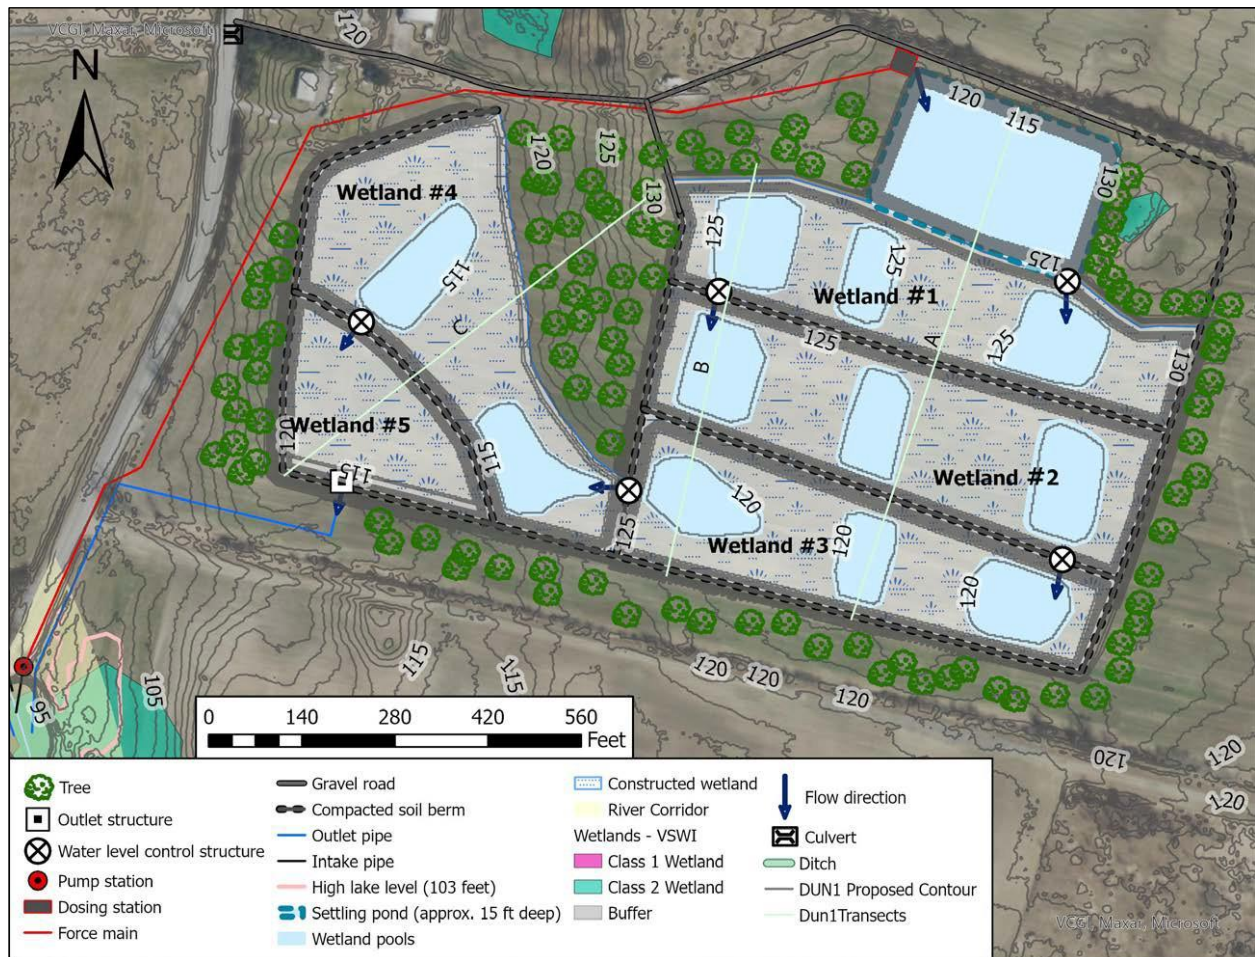 VCGI, Maxar, Microsoft
120
N
120
115
Wetland #4
120
125
130
130
125
125
125
115
Wetland #1
C
A
125
125
B
130
120
Wetland #5
115
115
120
Wetland #2
125
Wetland #3
120
120
115
115
120
120
120
105
95
120
120
120
0 140 280 420 560
Feet
Tree
Outlet structure
Water level control structure
Pump station
Dosing station
Force main
Gravel road
Compacted soil berm
Outlet pipe
Intake pipe
High lake level (103 feet)
Settling pond (approx. 15 ft deep)
Wetland pools
Constructed wetland
River Corridor
Wetlands - VSWI
Class 1 Wetland
Class 2 Wetland
Buffer
Flow direction
Culvert
Ditch
DUN1 Proposed Contour
Dun1Transects
VCGI, Maxar, Microsoft